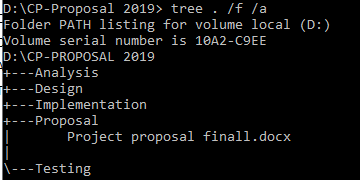 D:\CP-Proposal 2019> tree . /f /a
Folder PATH listing for volume local (D:)
Volume serial number is 10A2-C9EE
D:\CP-PROPOSAL 2019
+---Analysis
+---Design
+---Implementation
+---Proposal
|       Project proposal finall.docx
|
\---Testing